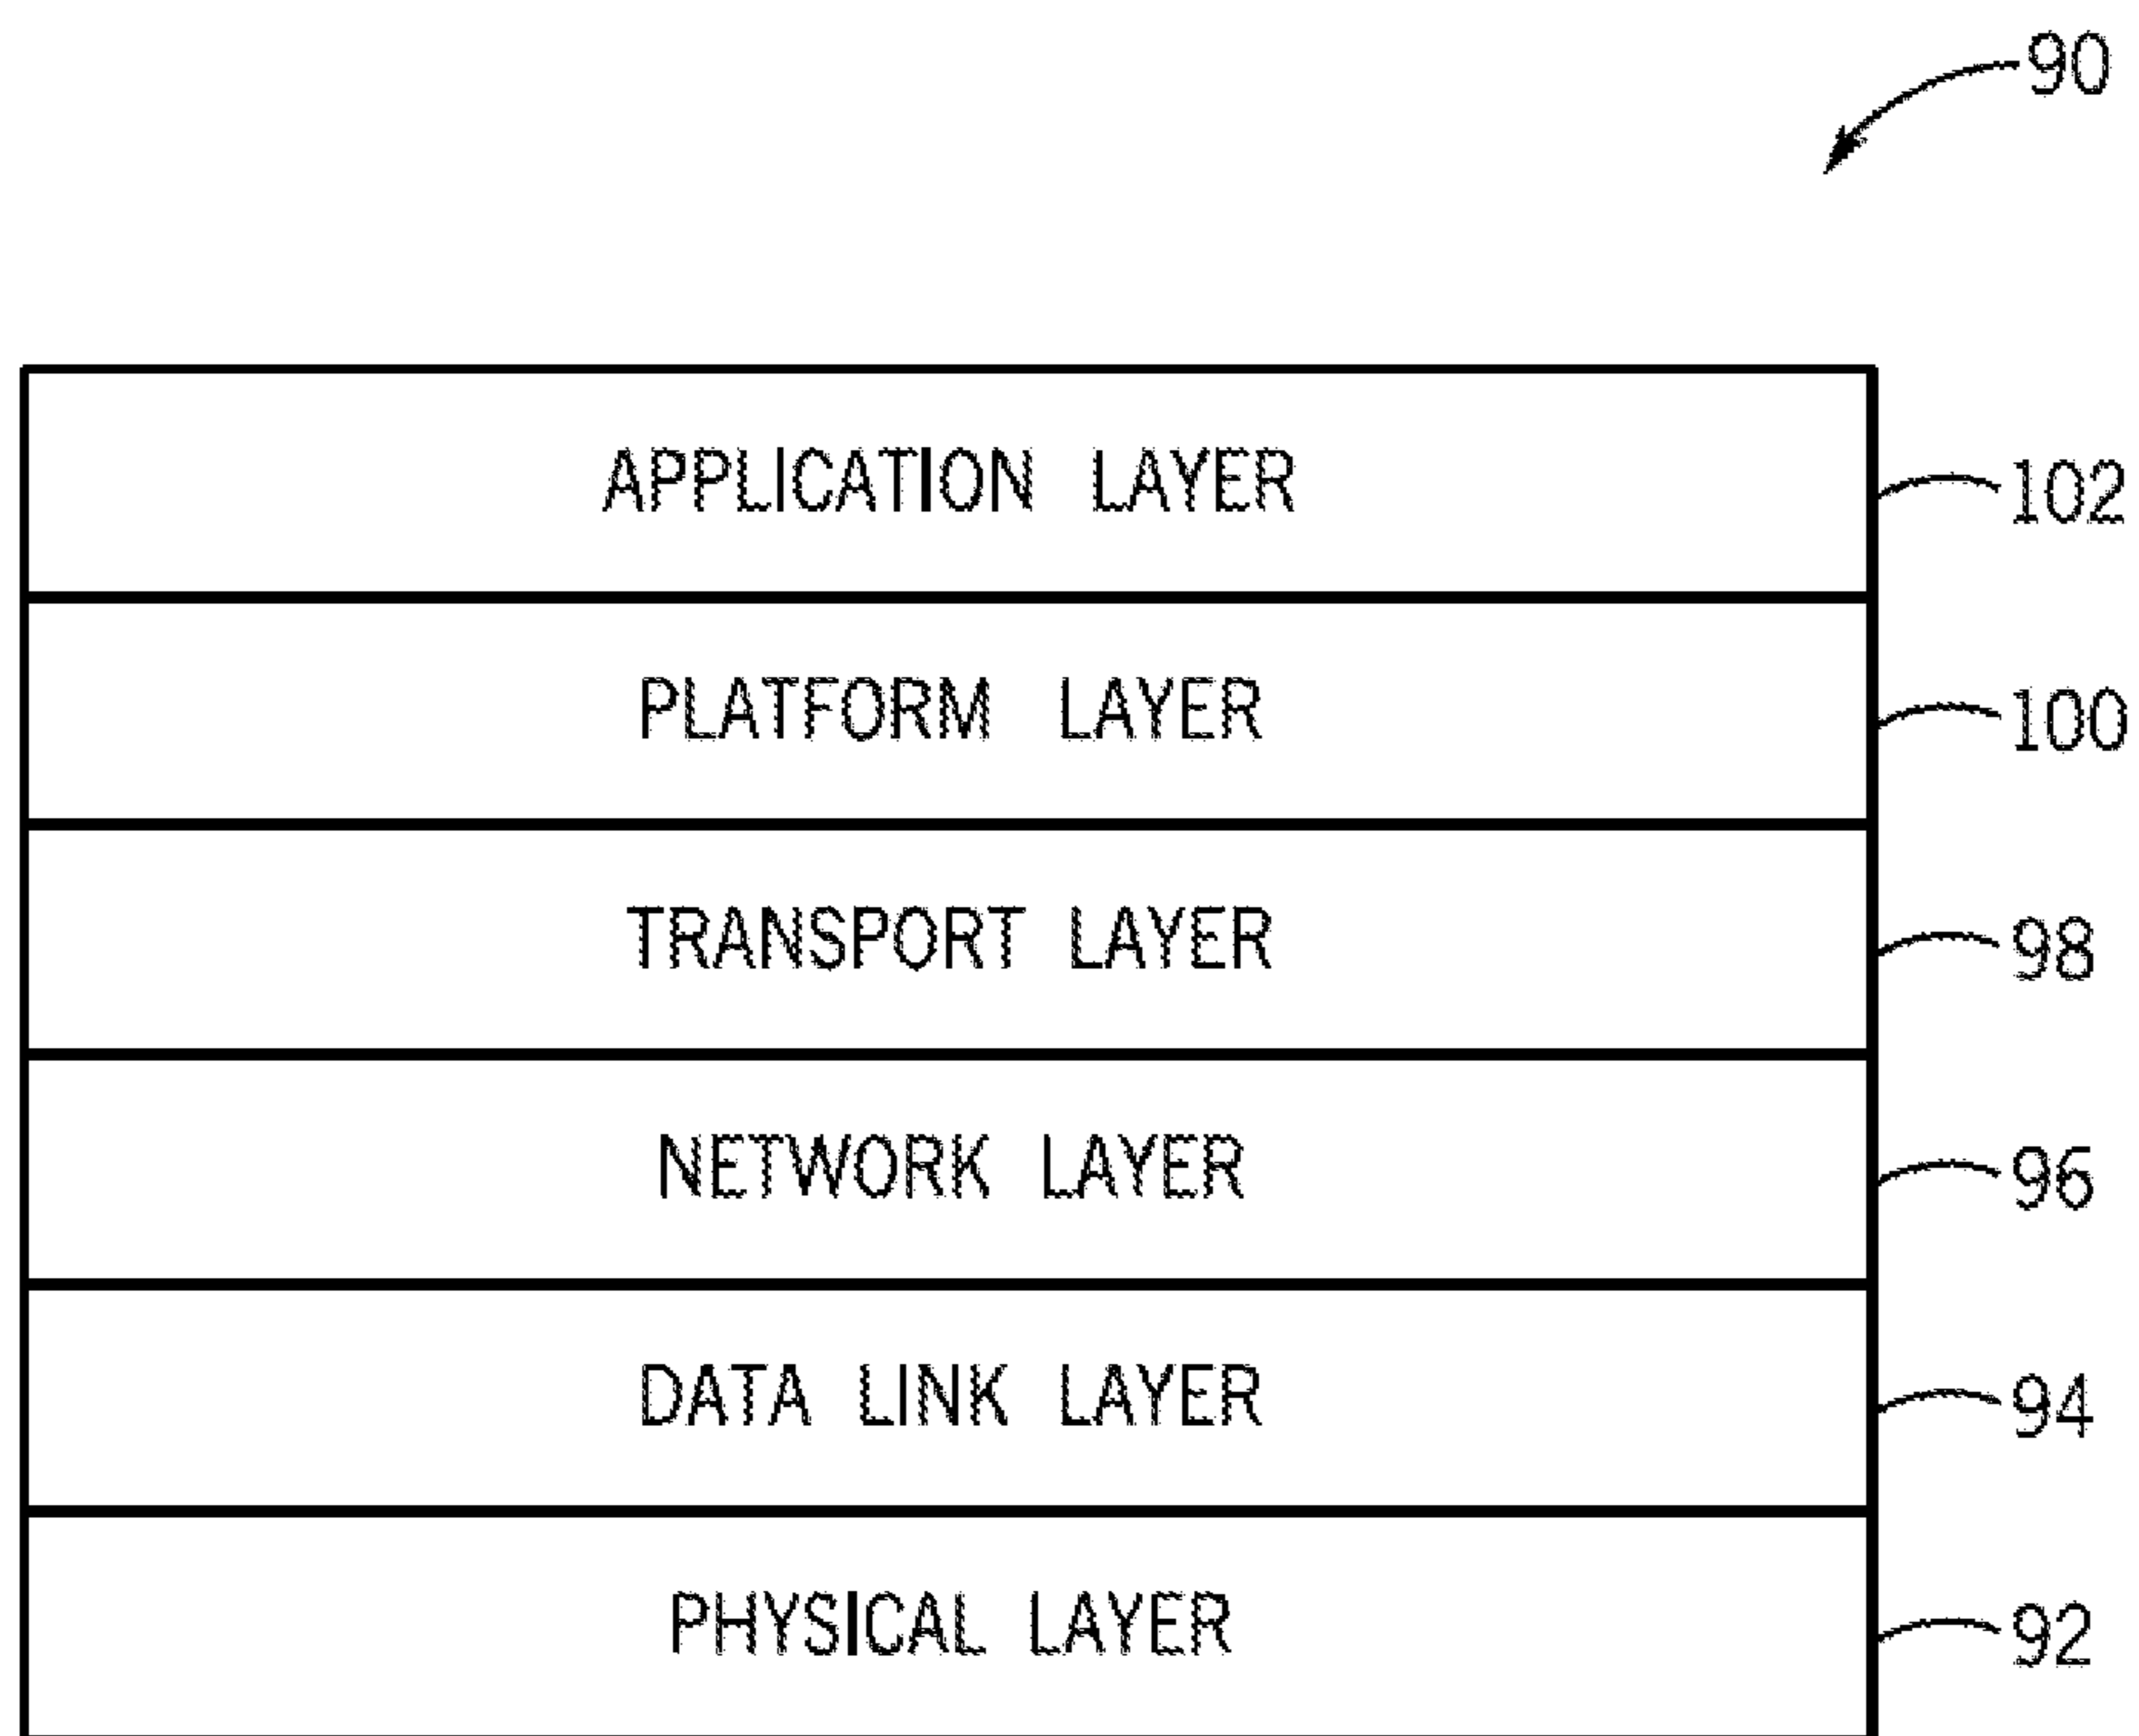 90
APPLICATION LAYER 102
PLATFORM LAYER 100
TRANSPORT LAYER 98
NETWORK LAYER 96
DATA LINK LAYER 94
PHYSICAL LAYER 92